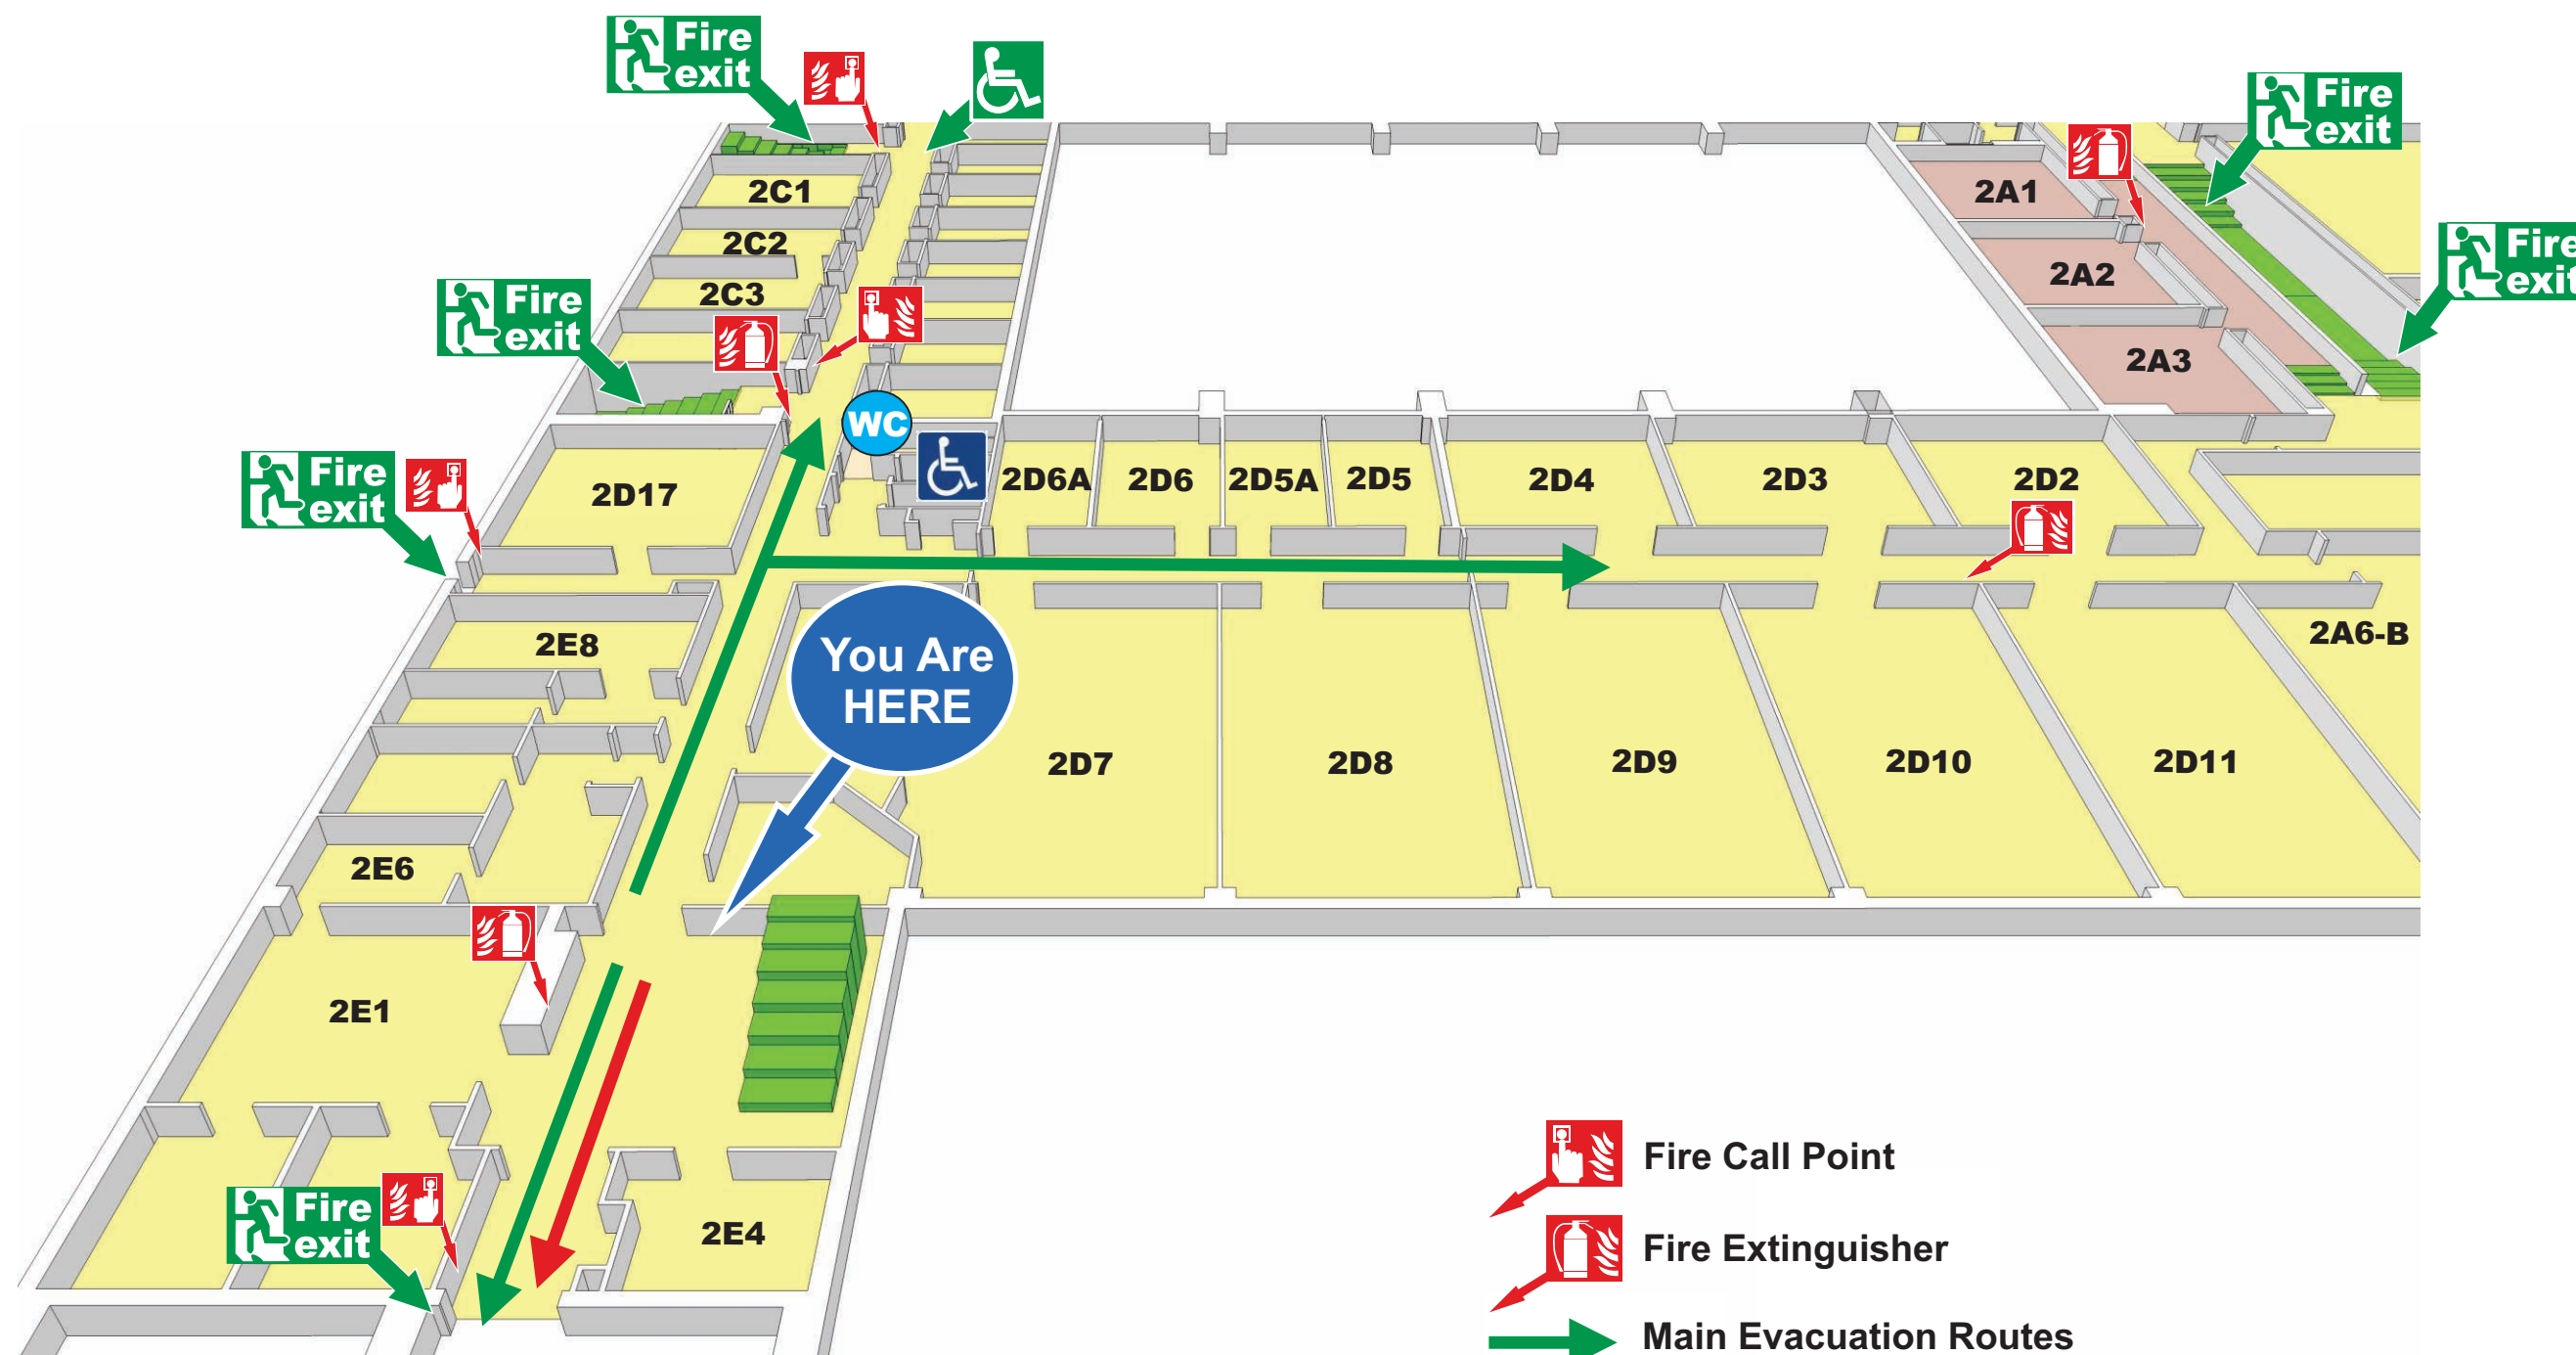 Fire
exit
Fire
exit
Fire
exit
2C1
2A1
2C2
2A2
2C3
Fire
exit
2A3
WC
Fire
exit
2D17
2D6A
2D6
2D5A
2D5
2D4
2D3
2D2
2E8
You Are
HERE
2A6-B
2D7
2D8
2D9
2D10
2D11
2E6
2E1
Fire
exit
2E4
Fire Call Point
Fire Extinguisher
Main Evacuation Routes